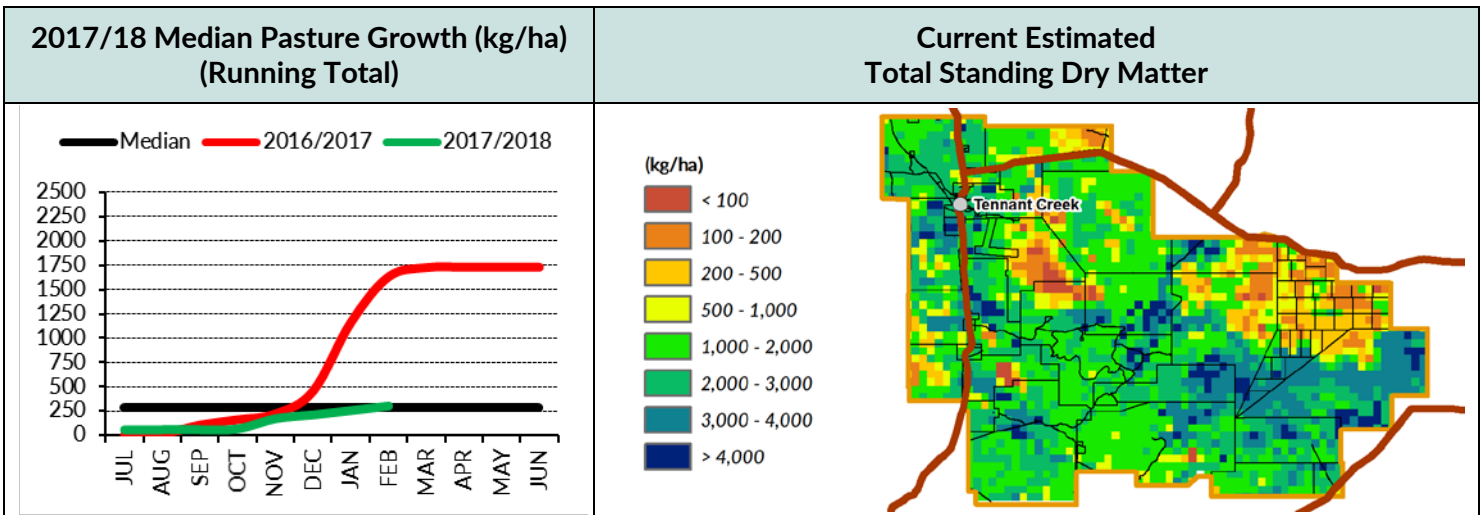 2017/18 Median Pasture Growth (kg/ha)
(Running Total)
Current Estimated
Total Standing Dry Matter
Median 2016/2017 2017/2018
2500
2250
2000
1750
1500
1250
1000
750
500
250
0
JUL
AUG
SEP
OCT
NOV
DEC
JAN
FEB
MAR
APR
MAY
JUN
(kg/ha)
< 100
100 - 200
200 - 500
500 - 1,000
1,000 - 2,000
2,000 - 3,000
3,000 - 4,000
> 4,000
Tennant Creek